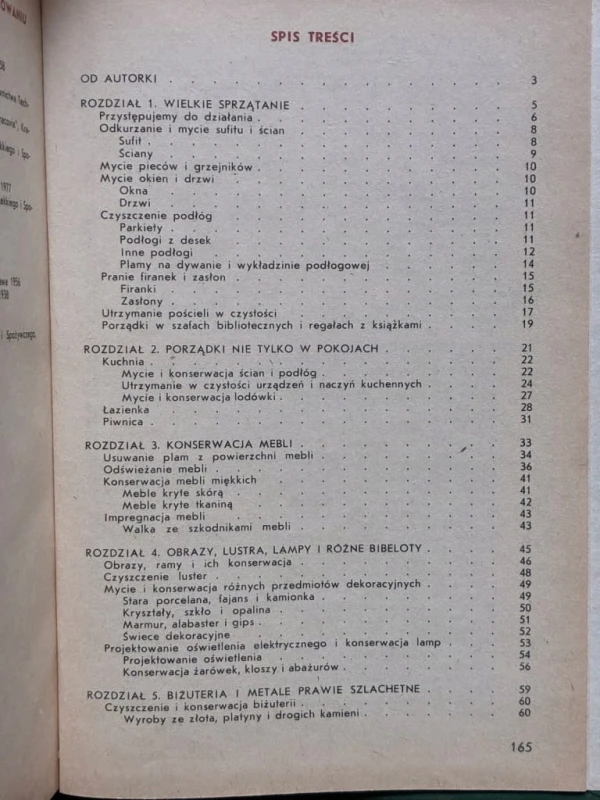 OWANIU
58
nictwa Tech-
1977
1956
1938
i Spożywczego,
SPIS TREŚCI
OD AUTORKI . . . . . . . . . . . . . 3
ROZDZIAŁ 1. WIELKIE SPRZĄTANIE . . . . . . . . 5
Przystępujemy do działania . . . . . . . . . 6
Odkurzanie i mycie sufitu i ścian . . . . . . . . 8
Sufit . . . . . . . . . . . . . 8
Ściany . . . . . . . . . . . . 9
Mycie pieców i grzejników . . . . . . . . . 10
Mycie okien i drzwi . . . . . . . . . . 10
Okna . . . . . . . . . . . . 10
Drzwi . . . . . . . . . . . . 11
Czyszczenie podłóg . . . . . . . . . . 11
Parkiety . . . . . . . . . . . . 11
Podłogi z desek . . . . . . . . . . 11
Inne podłogi . . . . . . . . . . . 12
Plamy na dywanie i wykładzinie podłogowej . . . . . 14
Pranie firanek i zasłon . . . . . . . . . . 15
Firanki . . . . . . . . . . . . 15
Zasłony . . . . . . . . . . . . 16
Utrzymanie pościeli w czystości . . . . . . . . 17
Porządki w szafach bibliotecznych i regałach z książkami . . . 19
ROZDZIAŁ 2. PORZĄDKI NIE TYLKO W POKOJACH . . . . . 21
Kuchnia . . . . . . . . . . . . . 22
Mycie i konserwacja ścian i podłóg . . . . . . . 22
Utrzymanie w czystości urządzeń i naczyń kuchennych . . . 24
Mycie i konserwacja lodówki . . . . . . . . 27
Łazienka . . . . . . . . . . . . 28
Piwnica . . . . . . . . . . . . . 31
ROZDZIAŁ 3. KONSERWACJA MEBLI . . . . . . . . 33
Usuwanie plam z powierzchni mebli . . . . . . . 34
Odświeżanie mebli . . . . . . . . . . . 36
Konserwacja mebli miękkich . . . . . . . . . 41
Meble kryte skórą . . . . . . . . . . 41
Meble kryte tkaniną . . . . . . . . . . 42
Impregnacja mebli . . . . . . . . . . . 43
Walka ze szkodnikami mebli . . . . . . . . 43
ROZDZIAŁ 4. OBRAZY, LUSTRA, LAMPY I RÓŻNE BIBELOTY . . . . 45
Obrazy, ramy i ich konserwacja . . . . . . . . 46
Czyszczenie luster . . . . . . . . . . . 48
Mycie i konserwacja różnych przedmiotów dekoracyjnych . . . . 49
Stara porcelana, fajans i kamionka . . . . . . . 49
Kryształy, szkło i opalina . . . . . . . . . 50
Marmur, alabaster i gips . . . . . . . . . 51
Świece dekoracyjne . . . . . . . . . . 52
Projektowanie oświetlenia elektrycznego i konserwacja lamp . . . 53
Projektowanie oświetlenia . . . . . . . . . 54
Konserwacja żarówek, kloszy i abażurów . . . . . . 56
ROZDZIAŁ 5. BIŻUTERIA I METALE PRAWIE SZLACHETNE . . . . 59
Czyszczenie i konserwacja biżuterii . . . . . . . . 60
Wyroby ze złota, platyny i drogich kamieni . . . . . . 60
165